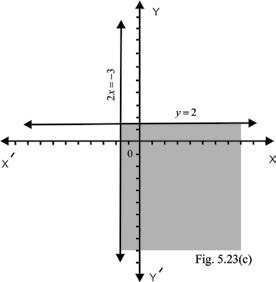 Y
2x = –3
y = 2
X′
0
X
Fig. 5.23(c)
Y′